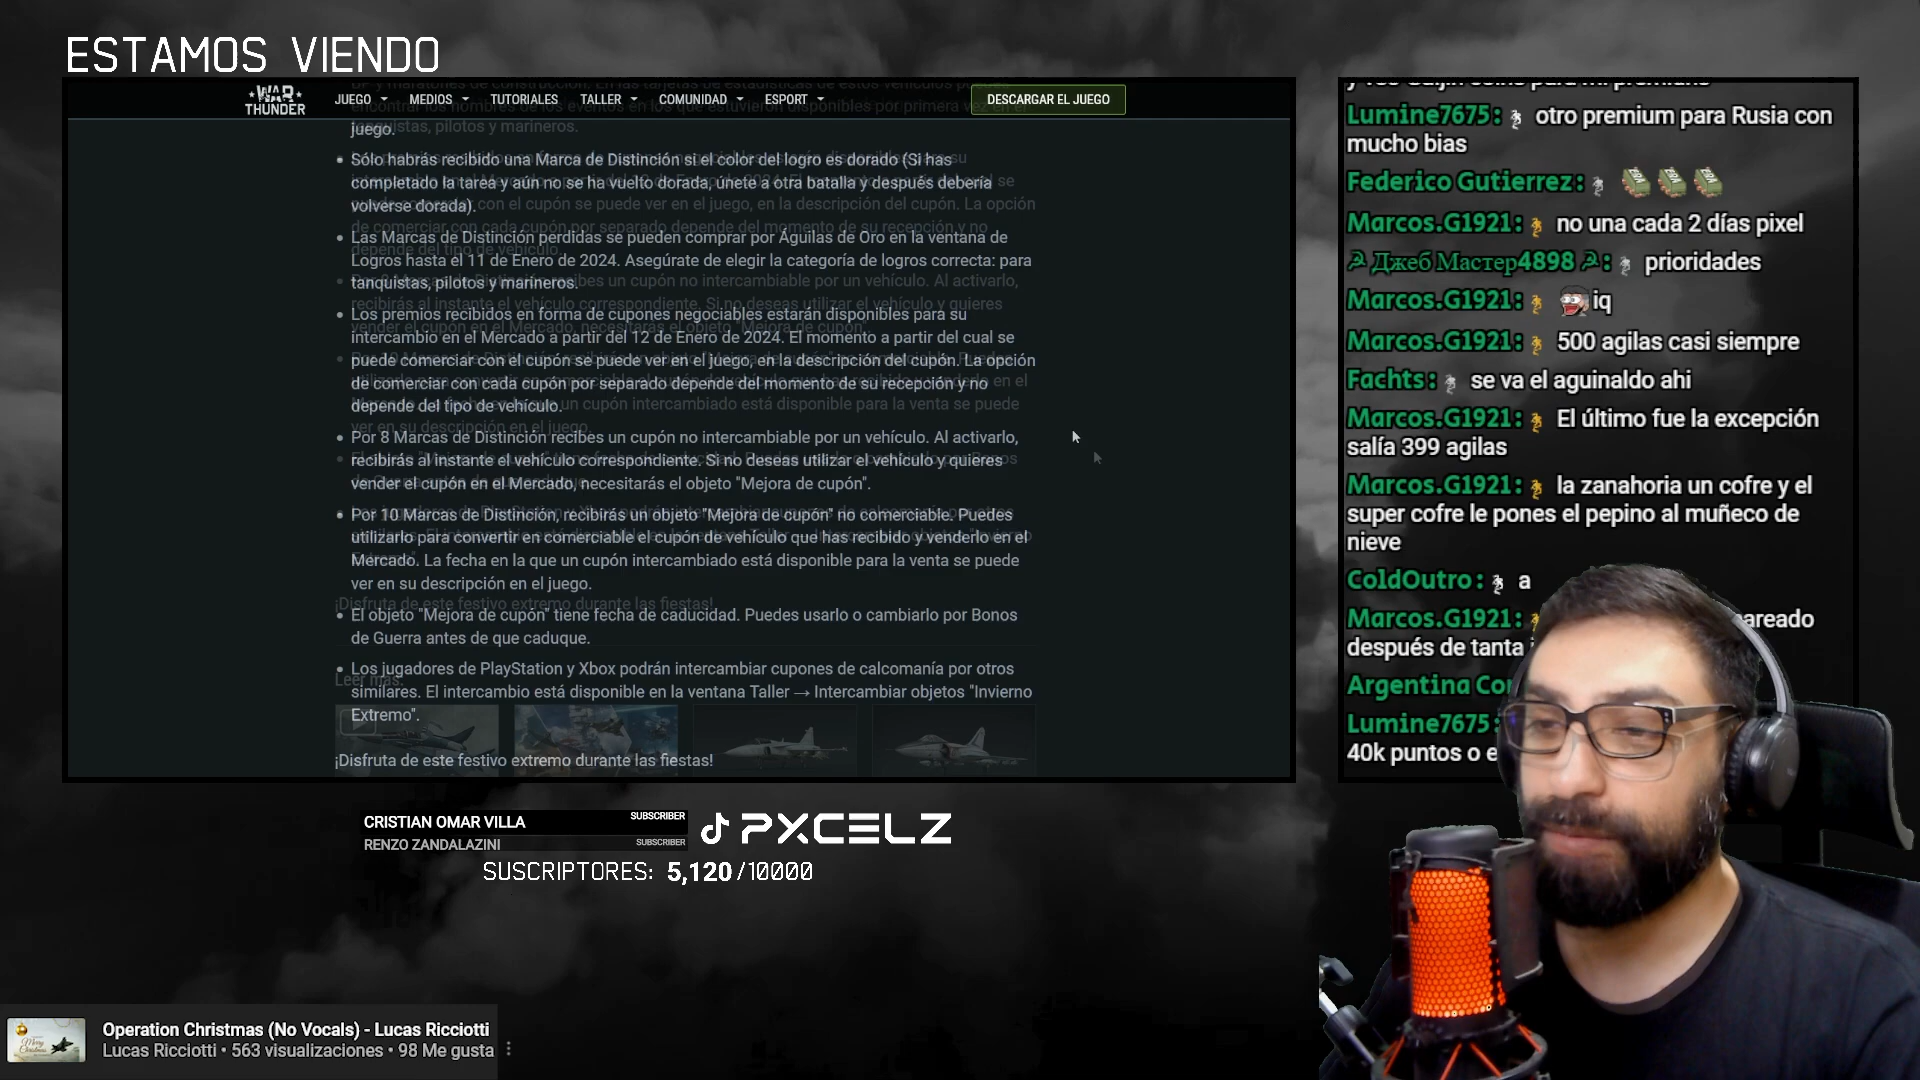 ESTAMOS VIENDO
WAR THUNDER
JUEGO
MEDIOS
TUTORIALES
TALLER
COMUNIDAD
ESPORT
DESCARGAR EL JUEGO
juego.
Sólo habrás recibido una Marca de Distinción si el color del logro es dorado (Si has
completado la tarea y aún no se ha vuelto dorada, únete a otra batalla y después debería
volverse dorada).
Las Marcas de Distinción perdidas se pueden comprar por Águilas de Oro en la ventana de
Logros hasta el 11 de Enero de 2024. Asegúrate de elegir la categoría de logros correcta: para
tanquistas, pilotos y marineros.
Los premios recibidos en forma de cupones negociables estarán disponibles para su
intercambio en el Mercado a partir del 12 de Enero de 2024. El momento a partir del cual se
puede comerciar con el cupón se puede ver en el juego, en la descripción del cupón. La opción
de comerciar con cada cupón por separado depende del momento de su recepción y no
depende del tipo de vehículo.
Por 8 Marcas de Distinción recibes un cupón no intercambiable por un vehículo. Al activarlo,
recibirás al instante el vehículo correspondiente. Si no deseas utilizar el vehículo y quieres
vender el cupón en el Mercado, necesitarás el objeto "Mejora de cupón".
Por 10 Marcas de Distinción, recibirás un objeto "Mejora de cupón" no comerciable. Puedes
utilizarlo para convertir en comerciable el cupón de vehículo que has recibido y venderlo en el
Mercado. La fecha en la que un cupón intercambiado está disponible para la venta se puede
ver en su descripción en el juego.
El objeto "Mejora de cupón" tiene fecha de caducidad. Puedes usarlo o cambiarlo por Bonos
de Guerra antes de que caduque.
Los jugadores de PlayStation y Xbox podrán intercambiar cupones de calcomanía por otros
similares. El intercambio está disponible en la ventana Taller → Intercambiar objetos "Invierno
Extremo".
Leer más:
¡Disfruta de este festivo extremo durante las fiestas!
Lumine7675: otro premium para Rusia con
mucho bias
Federico Gutierrez:
Marcos.G1921: no una cada 2 días pixel
☭ Джеб Мастер4898 ☭: prioridades
Marcos.G1921: iq
Marcos.G1921: 500 agilas casi siempre
Fachts: se va el aguinaldo ahi
Marcos.G1921: El último fue la excepción
salía 399 agilas
Marcos.G1921: la zanahoria un cofre y el
super cofre le pones el pepino al muñeco de
nieve
ColdOutro: a
Marcos.G1921: areado
después de tanta
Argentina
Lumine7675:
40k puntos o e
CRISTIAN OMAR VILLA SUBSCRIBER
RENZO ZANDALAZINI SUBSCRIBER
PXCELZ
SUSCRIPTORES: 5,120/10000
Operation Christmas (No Vocals) - Lucas Ricciotti
Lucas Ricciotti • 563 visualizaciones • 98 Me gusta